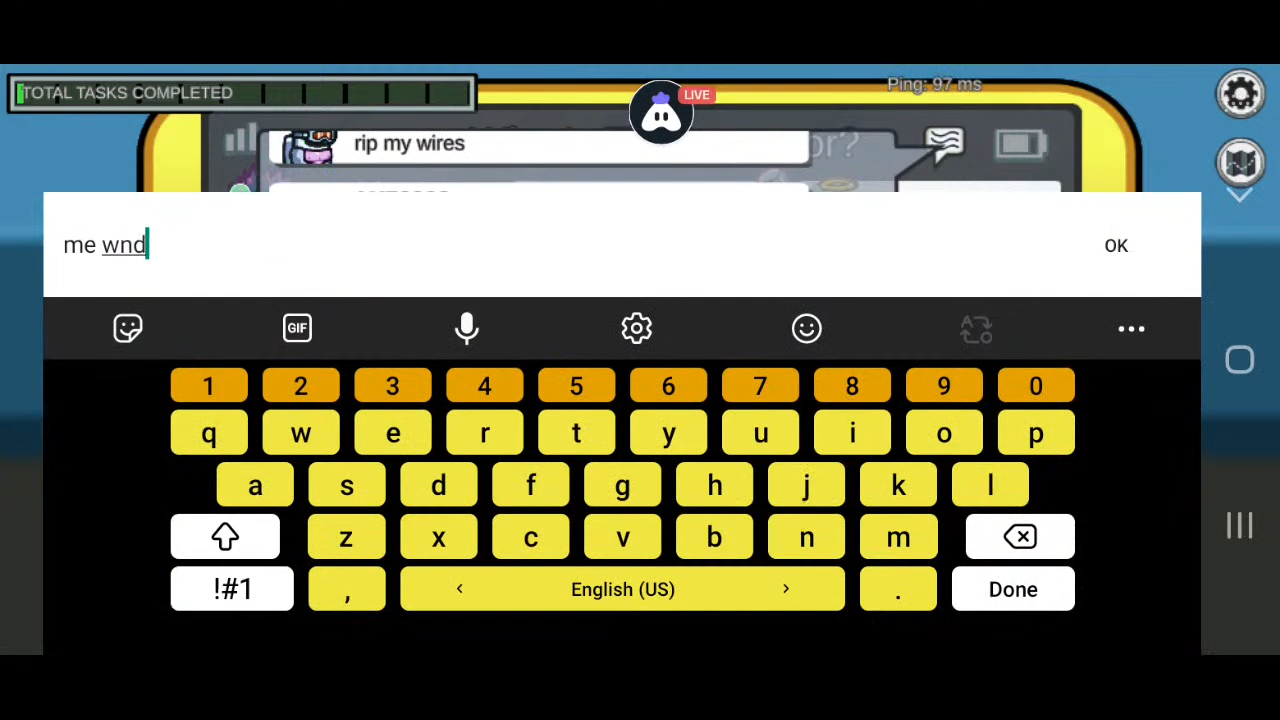 TOTAL TASKS COMPLETED
Ping: 97 ms
LIVE
rip my wires
or?
me wnd
OK
GIF
1 2 3 4 5 6 7 8 9 0
q w e r t y u i o p
a s d f g h j k l
z x c v b n m
!#1 , < English (US) > . Done